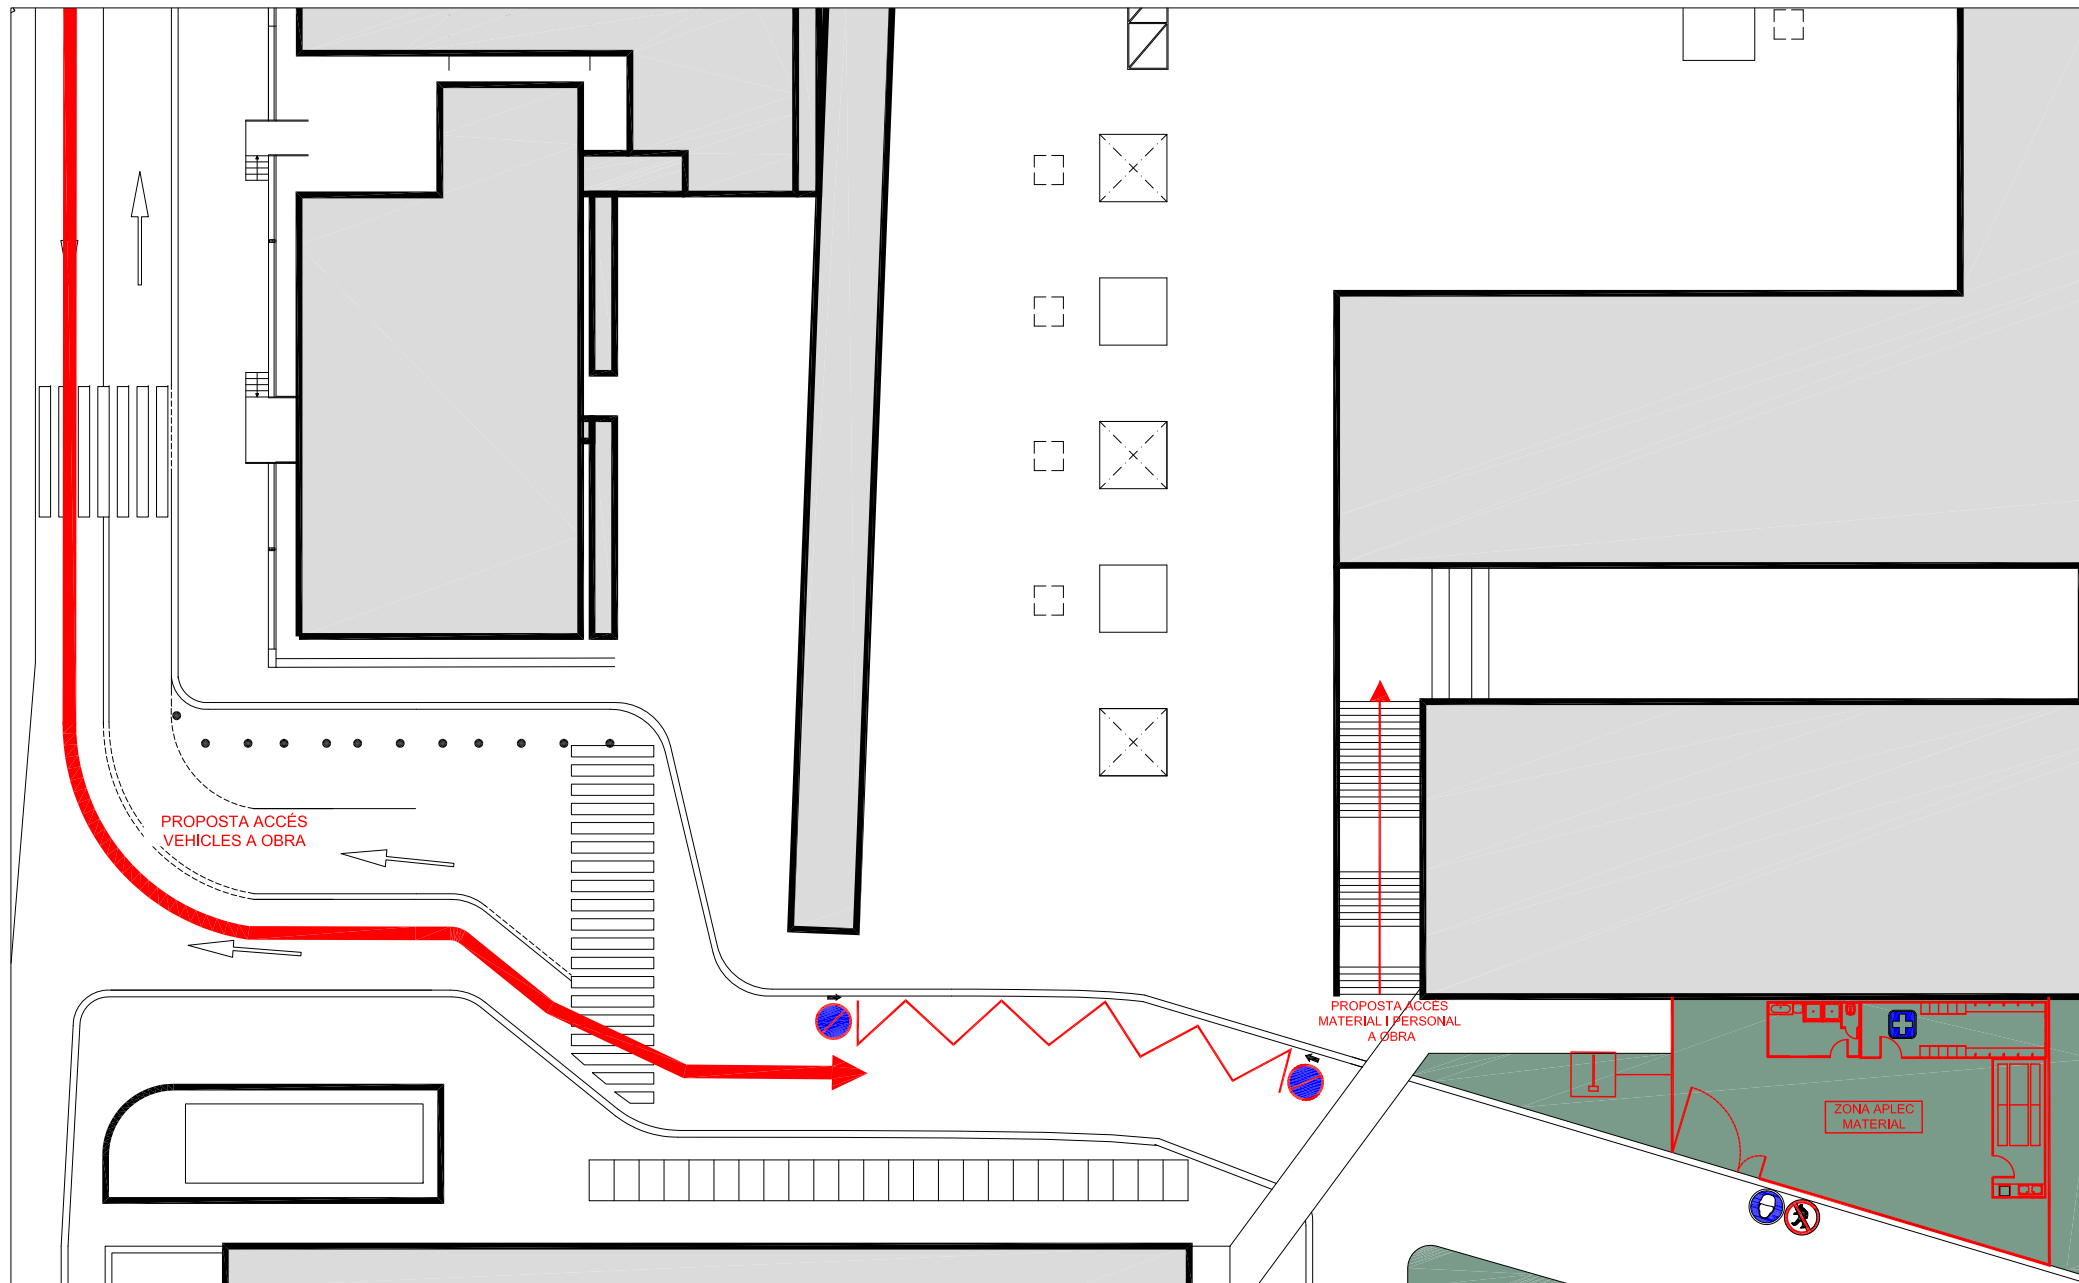 PROPOSTA ACCÉS
VEHICLES A OBRA
PROPOSTA ACCÉS
MATERIAL I PERSONAL
A OBRA
ZONA APLEC
MATERIAL